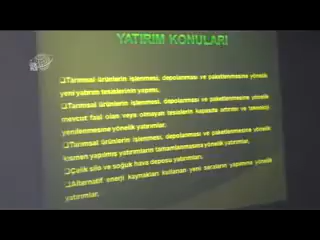 YATIRIM KONULARI
❑Tarımsal ürünlerin işlenmesi, depolanması ve paketlenmesine yönelik
yeni yatırım tesislerinin yapımı,
❑Tarımsal ürünlerin işlenmesi, depolanması ve paketlenmesine yönelik
mevcut faal olan veya olmayan tesislerin kapasite artırım ve teknoloji
yenilenmesine yönelik yatırımlar,
❑Tarımsal ürünlerin işlenmesi, depolanması ve paketlenmesine yönelik
kısmen yapılmış yatırımların tamamlanmasına yönelik yatırımlar,
❑Çelik silo ve soğuk hava deposu yatırımları,
❑Alternatif enerji kaynakları kullanan yeni seraların yapımına yönelik
yatırımlar,